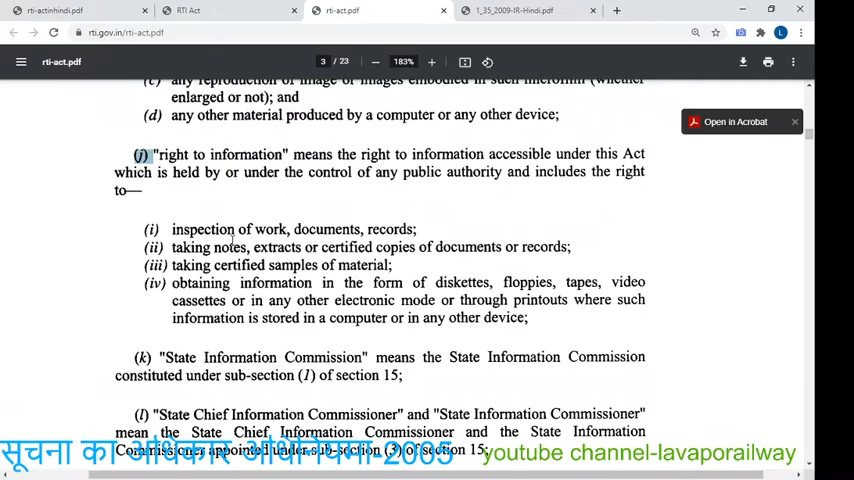 rti-actinhindi.pdf
RTI Act
rti-act.pdf
1_35_2009-IR-Hindi.pdf
rti.gov.in/rti-act.pdf
L
rti-act.pdf
3 / 23
183%
Open in Acrobat
(c) any reproduction of image or images embodied in such microfilm (whether
enlarged or not); and
(d) any other material produced by a computer or any other device;
(j) "right to information" means the right to information accessible under this Act
which is held by or under the control of any public authority and includes the right
to—
(i) inspection of work, documents, records;
(ii) taking notes, extracts or certified copies of documents or records;
(iii) taking certified samples of material;
(iv) obtaining information in the form of diskettes, floppies, tapes, video
cassettes or in any other electronic mode or through printouts where such
information is stored in a computer or in any other device;
(k) "State Information Commission" means the State Information Commission
constituted under sub-section (1) of section 15;
(l) "State Chief Information Commissioner" and "State Information Commissioner"
mean the State Chief Information Commissioner and the State Information
Commissioner appointed under sub-section (3) of section 15;
सूचना का अधिकार अधिनियमा-2005
youtube channel-lavaporailway